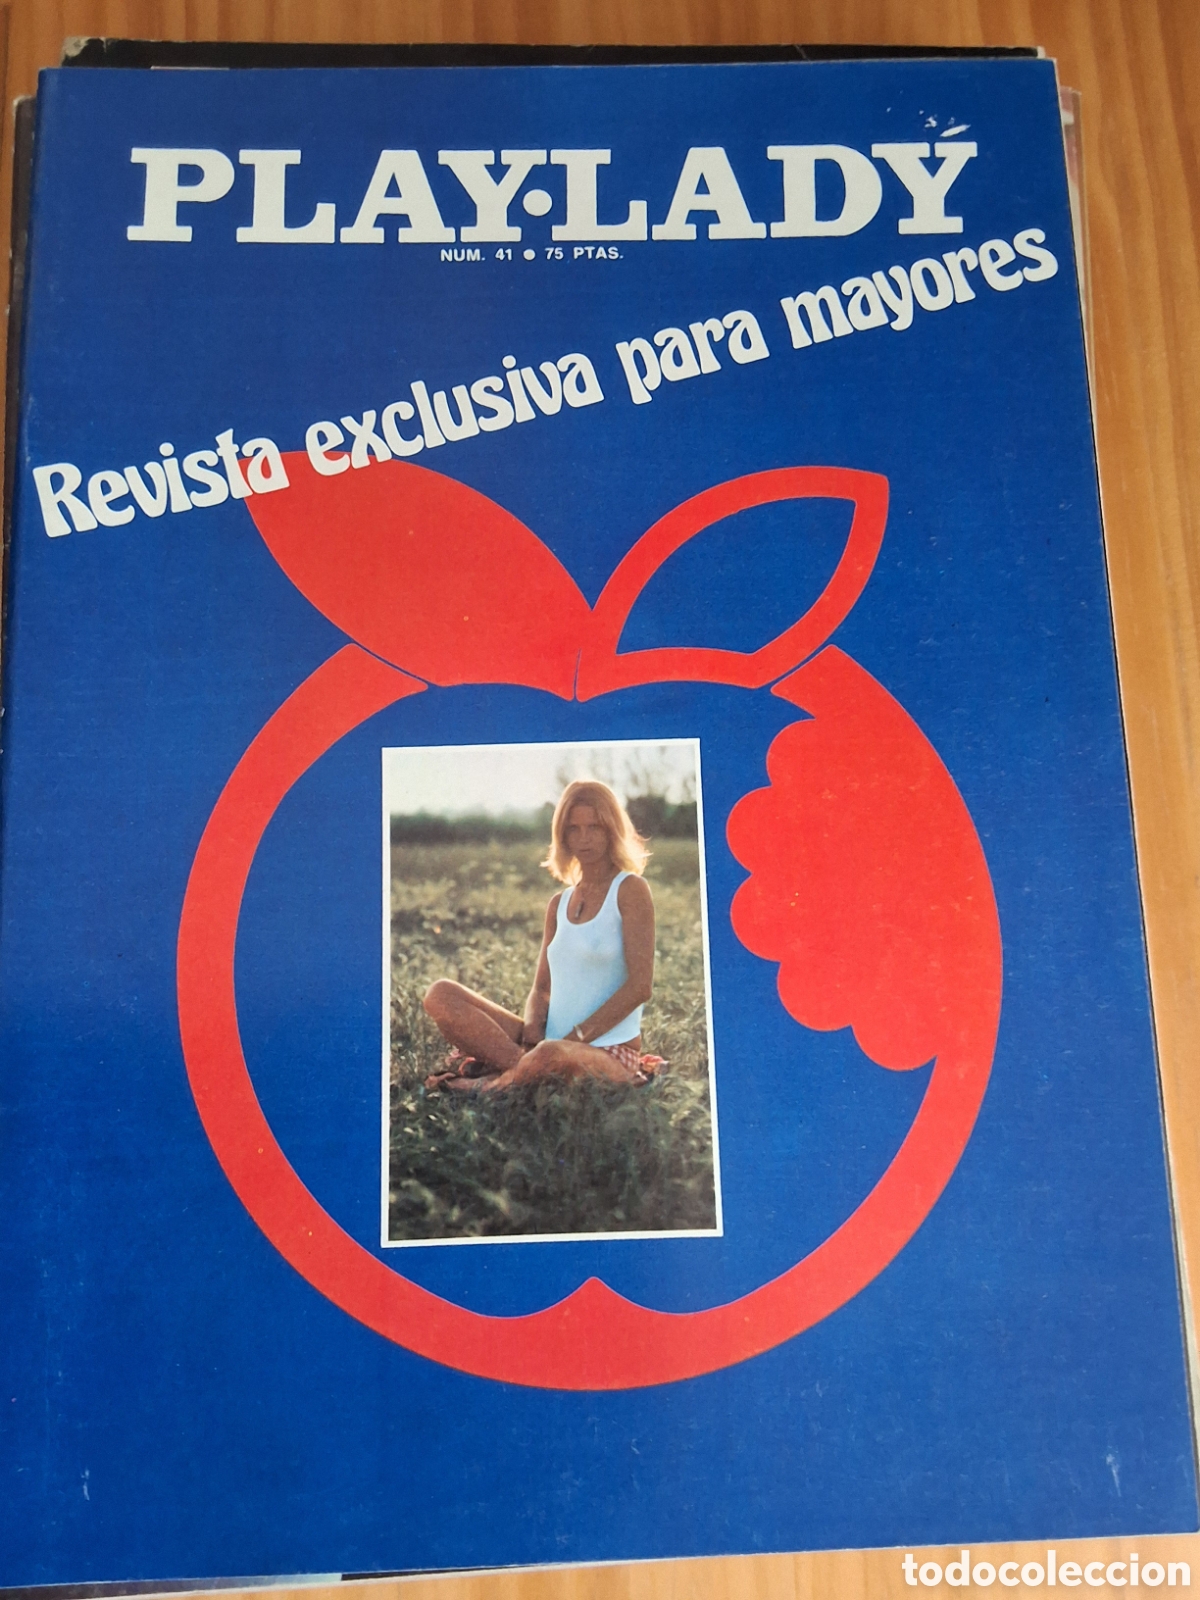 PLAY·LADY
NUM. 41 ● 75 PTAS.
Revista exclusiva para mayores
todocoleccion